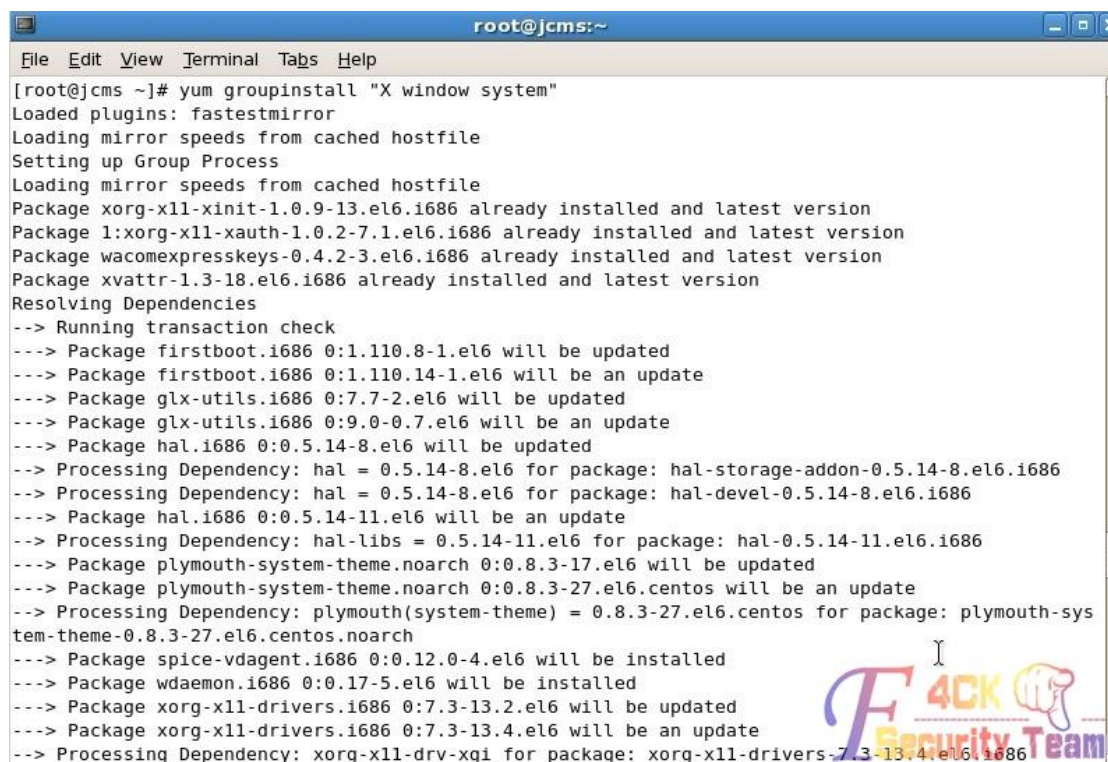 root@jcms:~
File Edit View Terminal Tabs Help
[root@jcms ~]# yum groupinstall "X window system"
Loaded plugins: fastestmirror
Loading mirror speeds from cached hostfile
Setting up Group Process
Loading mirror speeds from cached hostfile
Package xorg-x11-xinit-1.0.9-13.el6.i686 already installed and latest version
Package 1:xorg-x11-xauth-1.0.2-7.1.el6.i686 already installed and latest version
Package wacomexpresskeys-0.4.2-3.el6.i686 already installed and latest version
Package xvattr-1.3-18.el6.i686 already installed and latest version
Resolving Dependencies
--> Running transaction check
---> Package firstboot.i686 0:1.110.8-1.el6 will be updated
---> Package firstboot.i686 0:1.110.14-1.el6 will be an update
---> Package glx-utils.i686 0:7.7-2.el6 will be updated
---> Package glx-utils.i686 0:9.0-0.7.el6 will be an update
---> Package hal.i686 0:0.5.14-8.el6 will be updated
--> Processing Dependency: hal = 0.5.14-8.el6 for package: hal-storage-addon-0.5.14-8.el6.i686
--> Processing Dependency: hal = 0.5.14-8.el6 for package: hal-devel-0.5.14-8.el6.i686
---> Package hal.i686 0:0.5.14-11.el6 will be an update
--> Processing Dependency: hal-libs = 0.5.14-11.el6 for package: hal-0.5.14-11.el6.i686
---> Package plymouth-system-theme.noarch 0:0.8.3-17.el6 will be updated
---> Package plymouth-system-theme.noarch 0:0.8.3-27.el6.centos will be an update
--> Processing Dependency: plymouth(system-theme) = 0.8.3-27.el6.centos for package: plymouth-sys
tem-theme-0.8.3-27.el6.centos.noarch
---> Package spice-vdagent.i686 0:0.12.0-4.el6 will be installed
---> Package wdaemon.i686 0:0.17-5.el6 will be installed
---> Package xorg-x11-drivers.i686 0:7.3-13.2.el6 will be updated
---> Package xorg-x11-drivers.i686 0:7.3-13.4.el6 will be an update
--> Processing Dependency: xorg-x11-drv-xgi for package: xorg-x11-drivers-7.3-13.4.el6.i686
F4CK
Security Team